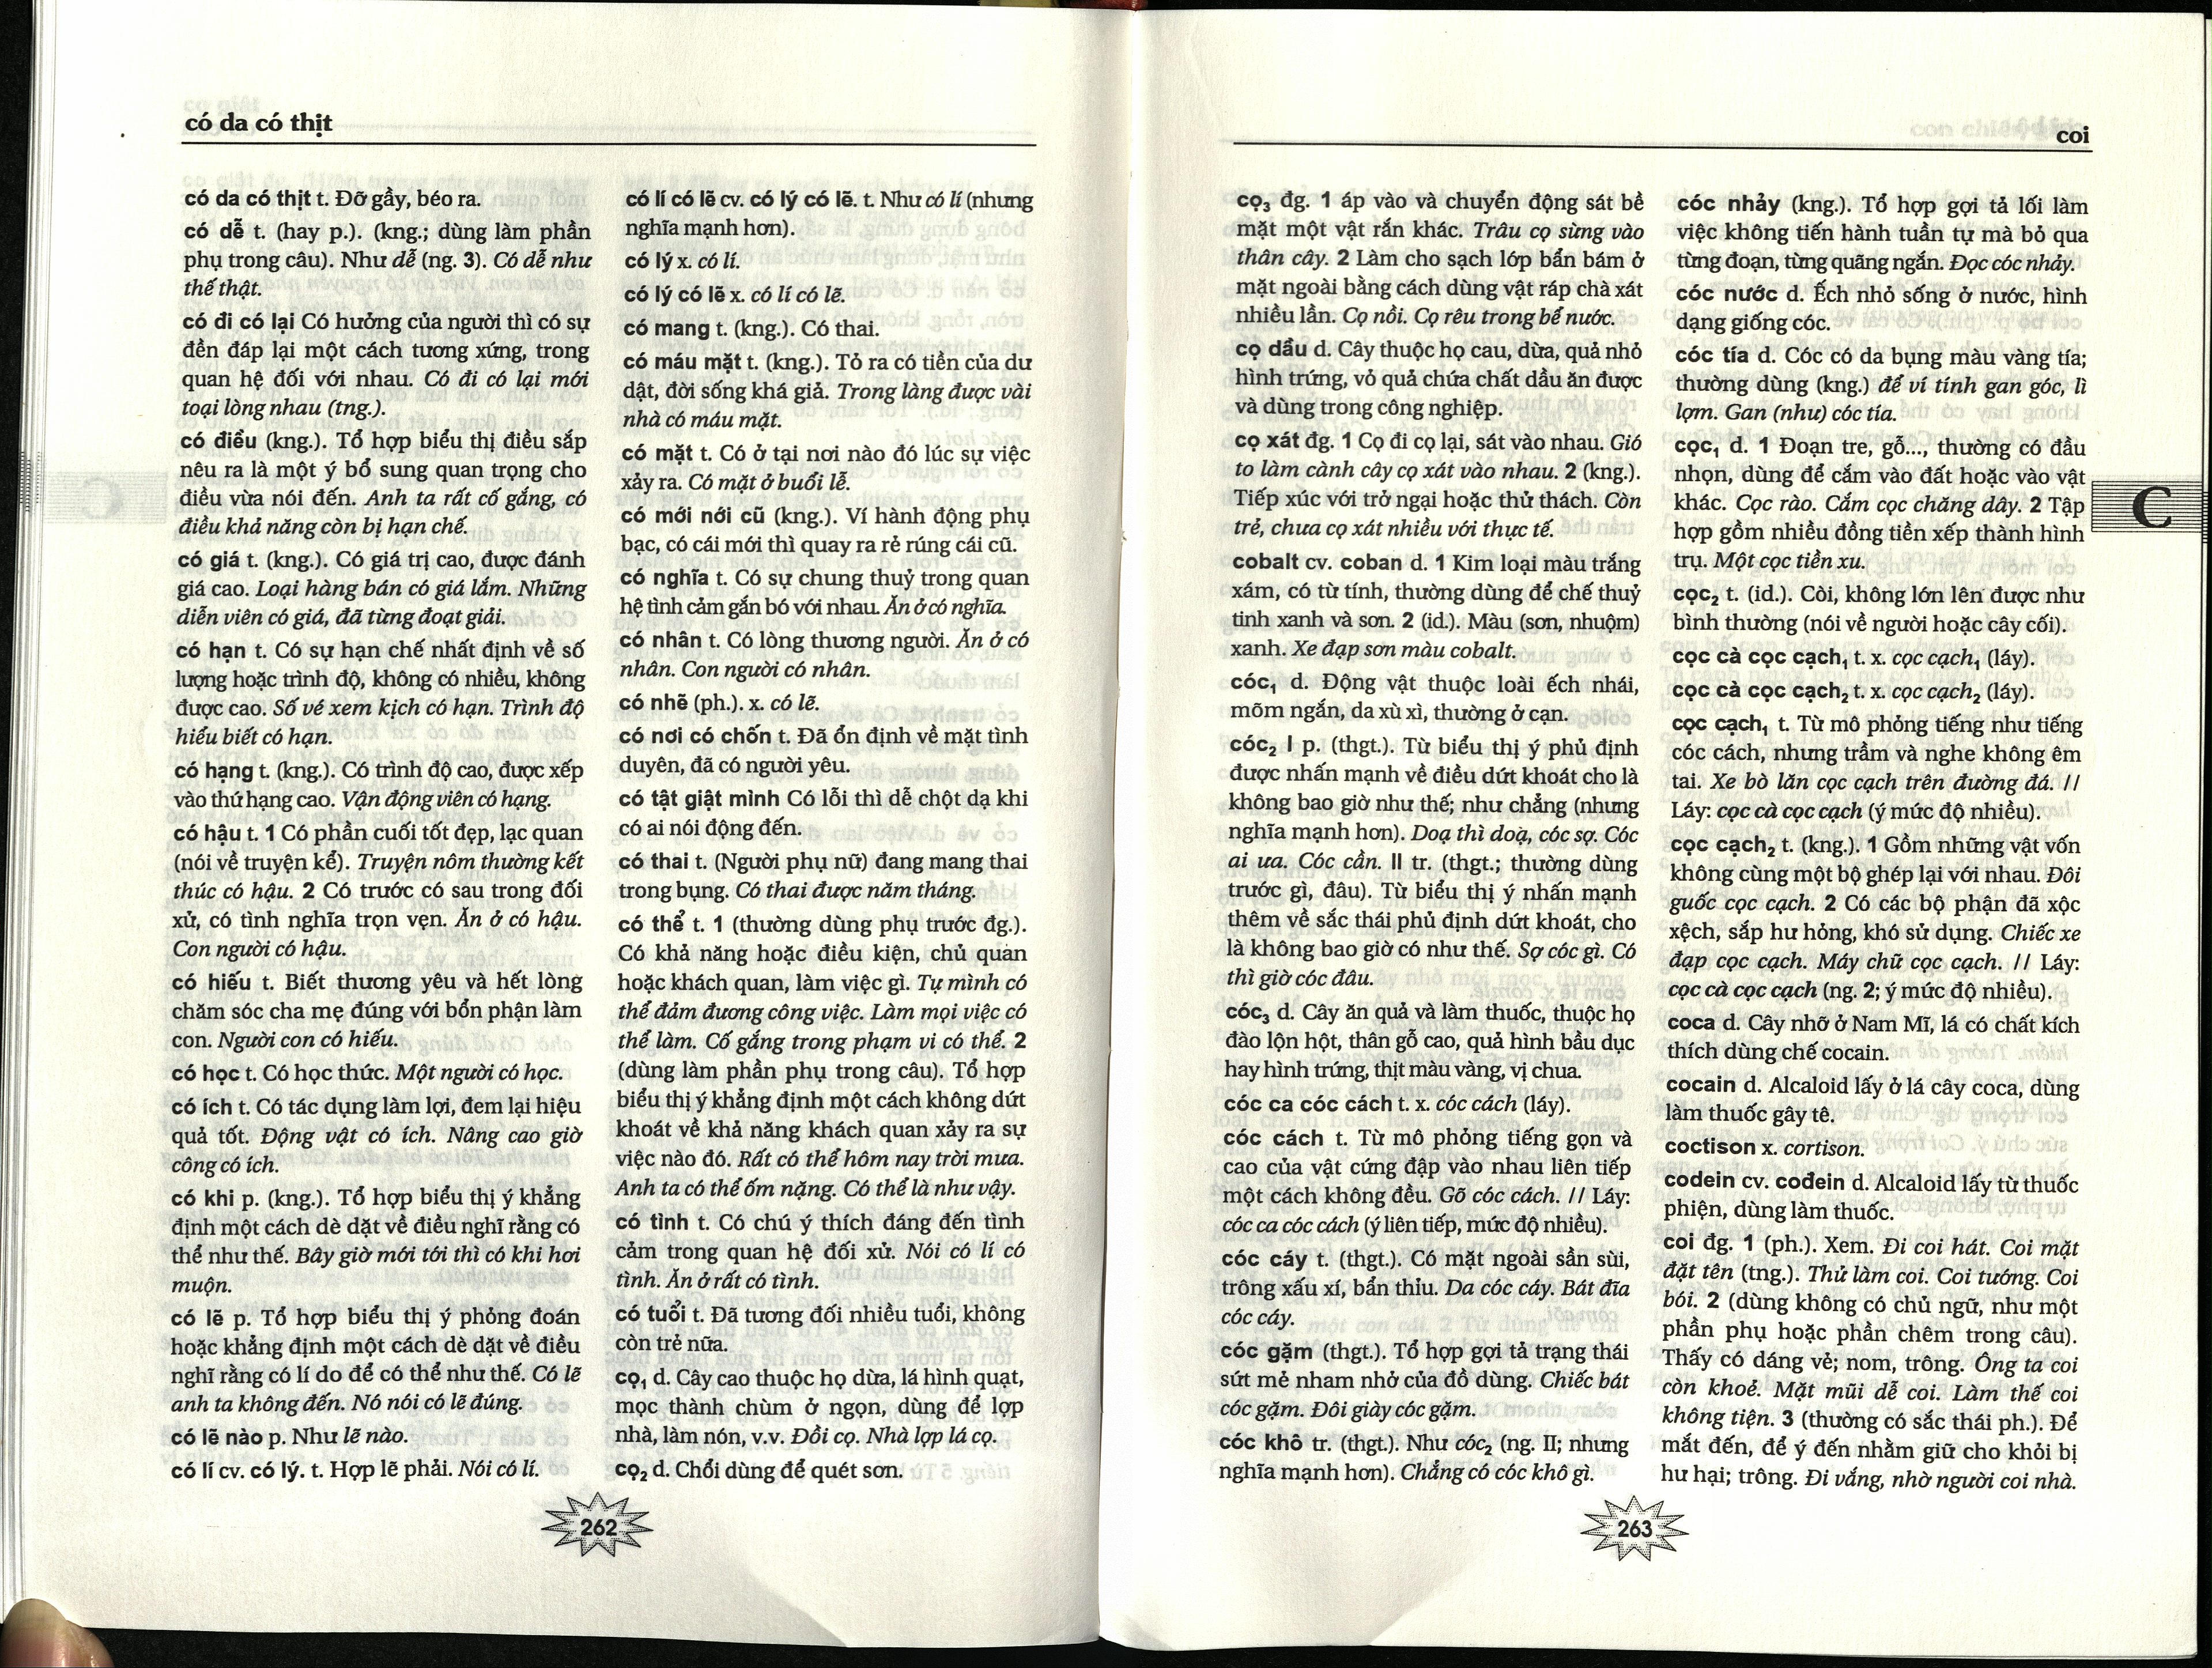 có da có thịt
có da có thịt t. Đỡ gầy, béo ra.
có dễ t. (hay p.). (kng.; dùng làm phần
phụ trong câu). Như dễ (ng. 3). Có dễ như
thế thật.
có đi có lại Có hưởng của người thì có sự
đền đáp lại một cách tương xứng, trong
quan hệ đối với nhau. Có đi có lại mới
toại lòng nhau (tng.).
có điều (kng.). Tổ hợp biểu thị điều sắp
nêu ra là một ý bổ sung quan trọng cho
điều vừa nói đến. Anh ta rất cố gắng, có
điều khả năng còn bị hạn chế.
có giá t. (kng.). Có giá trị cao, được đánh
giá cao. Loại hàng bán có giá lắm. Những
diễn viên có giá, đã từng đoạt giải.
có hạn t. Có sự hạn chế nhất định về số
lượng hoặc trình độ, không có nhiều, không
được cao. Số vé xem kịch có hạn. Trình độ
hiểu biết có hạn.
có hạng t. (kng.). Có trình độ cao, được xếp
vào thứ hạng cao. Vận động viên có hạng.
có hậu t. 1 Có phần cuối tốt đẹp, lạc quan
(nói về truyện kể). Truyện nôm thường kết
thúc có hậu. 2 Có trước có sau trong đối
xử, có tình nghĩa trọn vẹn. Ăn ở có hậu.
Con người có hậu.
có hiếu t. Biết thương yêu và hết lòng
chăm sóc cha mẹ đúng với bổn phận làm
con. Người con có hiếu.
có học t. Có học thức. Một người có học.
có ích t. Có tác dụng làm lợi, đem lại hiệu
quả tốt. Động vật có ích. Nâng cao giờ
công có ích.
có khi p. (kng.). Tổ hợp biểu thị ý khẳng
định một cách dè dặt về điều nghĩ rằng có
thể như thế. Bây giờ mới tới thì có khi hơi
muộn.
có lẽ p. Tổ hợp biểu thị ý phỏng đoán
hoặc khẳng định một cách dè dặt về điều
nghĩ rằng có lí do để có thể như thế. Có lẽ
anh ta không đến. Nó nói có lẽ đúng.
có lẽ nào p. Như lẽ nào.
có lí cv. có lý. t. Hợp lẽ phải. Nói có lí.
có lí có lẽ cv. có lý có lẽ. t. Như có lí (nhưng
nghĩa mạnh hơn).
có lý x. có lí.
có lý có lẽ x. có lí có lẽ.
có mang t. (kng.). Có thai.
có máu mặt t. (kng.). Tỏ ra có tiền của dư
dật, đời sống khá giả. Trong làng được vài
nhà có máu mặt.
có mặt t. Có ở tại nơi nào đó lúc sự việc
xảy ra. Có mặt ở buổi lễ.
có mới nới cũ (kng.). Ví hành động phụ
bạc, có cái mới thì quay ra rẻ rúng cái cũ.
có nghĩa t. Có sự chung thuỷ trong quan
hệ tình cảm gắn bó với nhau. Ăn ở có nghĩa.
có nhân t. Có lòng thương người. Ăn ở có
nhân. Con người có nhân.
có nhẽ (ph.). x. có lẽ.
có nơi có chốn t. Đã ổn định về mặt tình
duyên, đã có người yêu.
có tật giật mình Có lỗi thì dễ chột dạ khi
có ai nói động đến.
có thai t. (Người phụ nữ) đang mang thai
trong bụng. Có thai được năm tháng.
có thể t. 1 (thường dùng phụ trước đg.).
Có khả năng hoặc điều kiện, chủ quan
hoặc khách quan, làm việc gì. Tự mình có
thể đảm đương công việc. Làm mọi việc có
thể làm. Cố gắng trong phạm vi có thể. 2
(dùng làm phần phụ trong câu). Tổ hợp
biểu thị ý khẳng định một cách không dứt
khoát về khả năng khách quan xảy ra sự
việc nào đó. Rất có thể hôm nay trời mưa.
Anh ta có thể ốm nặng. Có thể là như vậy.
có tình t. Có chú ý thích đáng đến tình
cảm trong quan hệ đối xử. Nói có lí có
tình. Ăn ở rất có tình.
có tuổi t. Đã tương đối nhiều tuổi, không
còn trẻ nữa.
cọ₁ d. Cây cao thuộc họ dừa, lá hình quạt,
mọc thành chùm ở ngọn, dùng để lợp
nhà, làm nón, v.v. Đồi cọ. Nhà lợp lá cọ.
cọ₂ d. Chổi dùng để quét sơn.
262
coi
cọ₃ đg. 1 áp vào và chuyển động sát bề
mặt một vật rắn khác. Trâu cọ sừng vào
thân cây. 2 Làm cho sạch lớp bẩn bám ở
mặt ngoài bằng cách dùng vật ráp chà xát
nhiều lần. Cọ nồi. Cọ rêu trong bể nước.
cọ dầu d. Cây thuộc họ cau, dừa, quả nhỏ
hình trứng, vỏ quả chứa chất dầu ăn được
và dùng trong công nghiệp.
cọ xát đg. 1 Cọ đi cọ lại, sát vào nhau. Gió
to làm cành cây cọ xát vào nhau. 2 (kng.).
Tiếp xúc với trở ngại hoặc thử thách. Còn
trẻ, chưa cọ xát nhiều với thực tế.
cobalt cv. coban d. 1 Kim loại màu trắng
xám, có từ tính, thường dùng để chế thuỷ
tinh xanh và sơn. 2 (id.). Màu (sơn, nhuộm)
xanh. Xe đạp sơn màu cobalt.
cóc₁ d. Động vật thuộc loài ếch nhái,
mõm ngắn, da xù xì, thường ở cạn.
cóc₂ I p. (thgt.). Từ biểu thị ý phủ định
được nhấn mạnh về điều dứt khoát cho là
không bao giờ như thế; như chẳng (nhưng
nghĩa mạnh hơn). Doạ thì doạ, cóc sợ. Cóc
ai ưa. Cóc cần. II tr. (thgt.; thường dùng
trước gì, đâu). Từ biểu thị ý nhấn mạnh
thêm về sắc thái phủ định dứt khoát, cho
là không bao giờ có như thế. Sợ cóc gì. Có
thì giờ cóc đâu.
cóc₃ d. Cây ăn quả và làm thuốc, thuộc họ
đào lộn hột, thân gỗ cao, quả hình bầu dục
hay hình trứng, thịt màu vàng, vị chua.
cóc ca cóc cách t. x. cóc cách (láy).
cóc cách t. Từ mô phỏng tiếng gọn và
cao của vật cứng đập vào nhau liên tiếp
một cách không đều. Gõ cóc cách. // Láy:
cóc ca cóc cách (ý liên tiếp, mức độ nhiều).
cóc cáy t. (thgt.). Có mặt ngoài sần sùi,
trông xấu xí, bẩn thỉu. Da cóc cáy. Bát đĩa
cóc cáy.
cóc gặm (thgt.). Tổ hợp gợi tả trạng thái
sứt mẻ nham nhở của đồ dùng. Chiếc bát
cóc gặm. Đôi giày cóc gặm.
cóc khô tr. (thgt.). Như cóc₂ (ng. II; nhưng
nghĩa mạnh hơn). Chẳng có cóc khô gì.
cóc nhảy (kng.). Tổ hợp gợi tả lối làm
việc không tiến hành tuần tự mà bỏ qua
từng đoạn, từng quãng ngắn. Đọc cóc nhảy.
cóc nước d. Ếch nhỏ sống ở nước, hình
dạng giống cóc.
cóc tía d. Cóc có da bụng màu vàng tía;
thường dùng (kng.) để ví tính gan góc, lì
lợm. Gan (như) cóc tía.
cọc₁ d. 1 Đoạn tre, gỗ..., thường có đầu
nhọn, dùng để cắm vào đất hoặc vào vật
khác. Cọc rào. Cắm cọc chăng dây. 2 Tập
hợp gồm nhiều đồng tiền xếp thành hình
trụ. Một cọc tiền xu.
cọc₂ t. (id.). Còi, không lớn lên được như
bình thường (nói về người hoặc cây cối).
cọc cà cọc cạch₁ t. x. cọc cạch₁ (láy).
cọc cà cọc cạch₂ t. x. cọc cạch₂ (láy).
cọc cạch₁ t. Từ mô phỏng tiếng như tiếng
cóc cách, nhưng trầm và nghe không êm
tai. Xe bò lăn cọc cạch trên đường đá. //
Láy: cọc cà cọc cạch (ý mức độ nhiều).
cọc cạch₂ t. (kng.). 1 Gồm những vật vốn
không cùng một bộ ghép lại với nhau. Đôi
guốc cọc cạch. 2 Có các bộ phận đã xộc
xệch, sắp hư hỏng, khó sử dụng. Chiếc xe
đạp cọc cạch. Máy chữ cọc cạch. // Láy:
cọc cà cọc cạch (ng. 2; ý mức độ nhiều).
coca d. Cây nhỡ ở Nam Mĩ, lá có chất kích
thích dùng chế cocain.
cocain d. Alcaloid lấy ở lá cây coca, dùng
làm thuốc gây tê.
coctison x. cortison.
codein cv. cođein d. Alcaloid lấy từ thuốc
phiện, dùng làm thuốc.
coi đg. 1 (ph.). Xem. Đi coi hát. Coi mặt
đặt tên (tng.). Thử làm coi. Coi tướng. Coi
bói. 2 (dùng không có chủ ngữ, như một
phần phụ hoặc phần chêm trong câu).
Thấy có dáng vẻ; nom, trông. Ông ta coi
còn khoẻ. Mặt mũi dễ coi. Làm thế coi
không tiện. 3 (thường có sắc thái ph.). Để
mắt đến, để ý đến nhằm giữ cho khỏi bị
hư hại; trông. Đi vắng, nhờ người coi nhà.
C
263